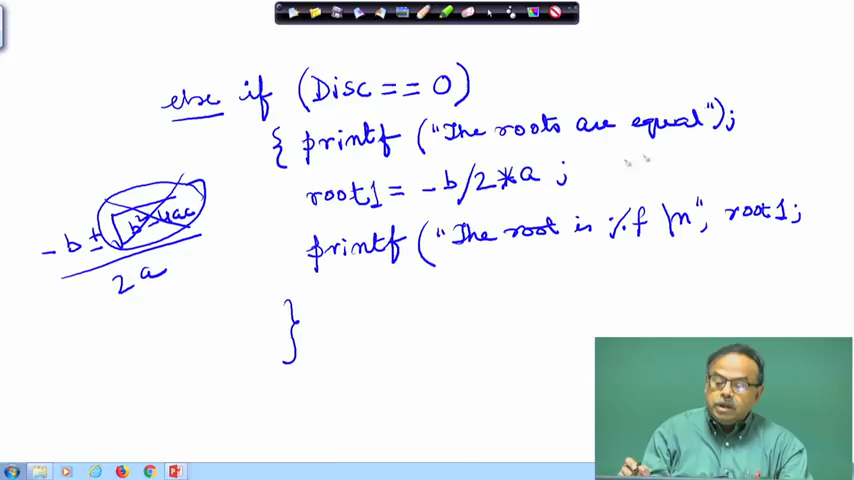 else if (Disc == 0)
{ printf ("The roots are equal");
root1 = -b/2*a ;
printf ("The root is %f \n", root1;
}
-b ± √b²-4ac
2a